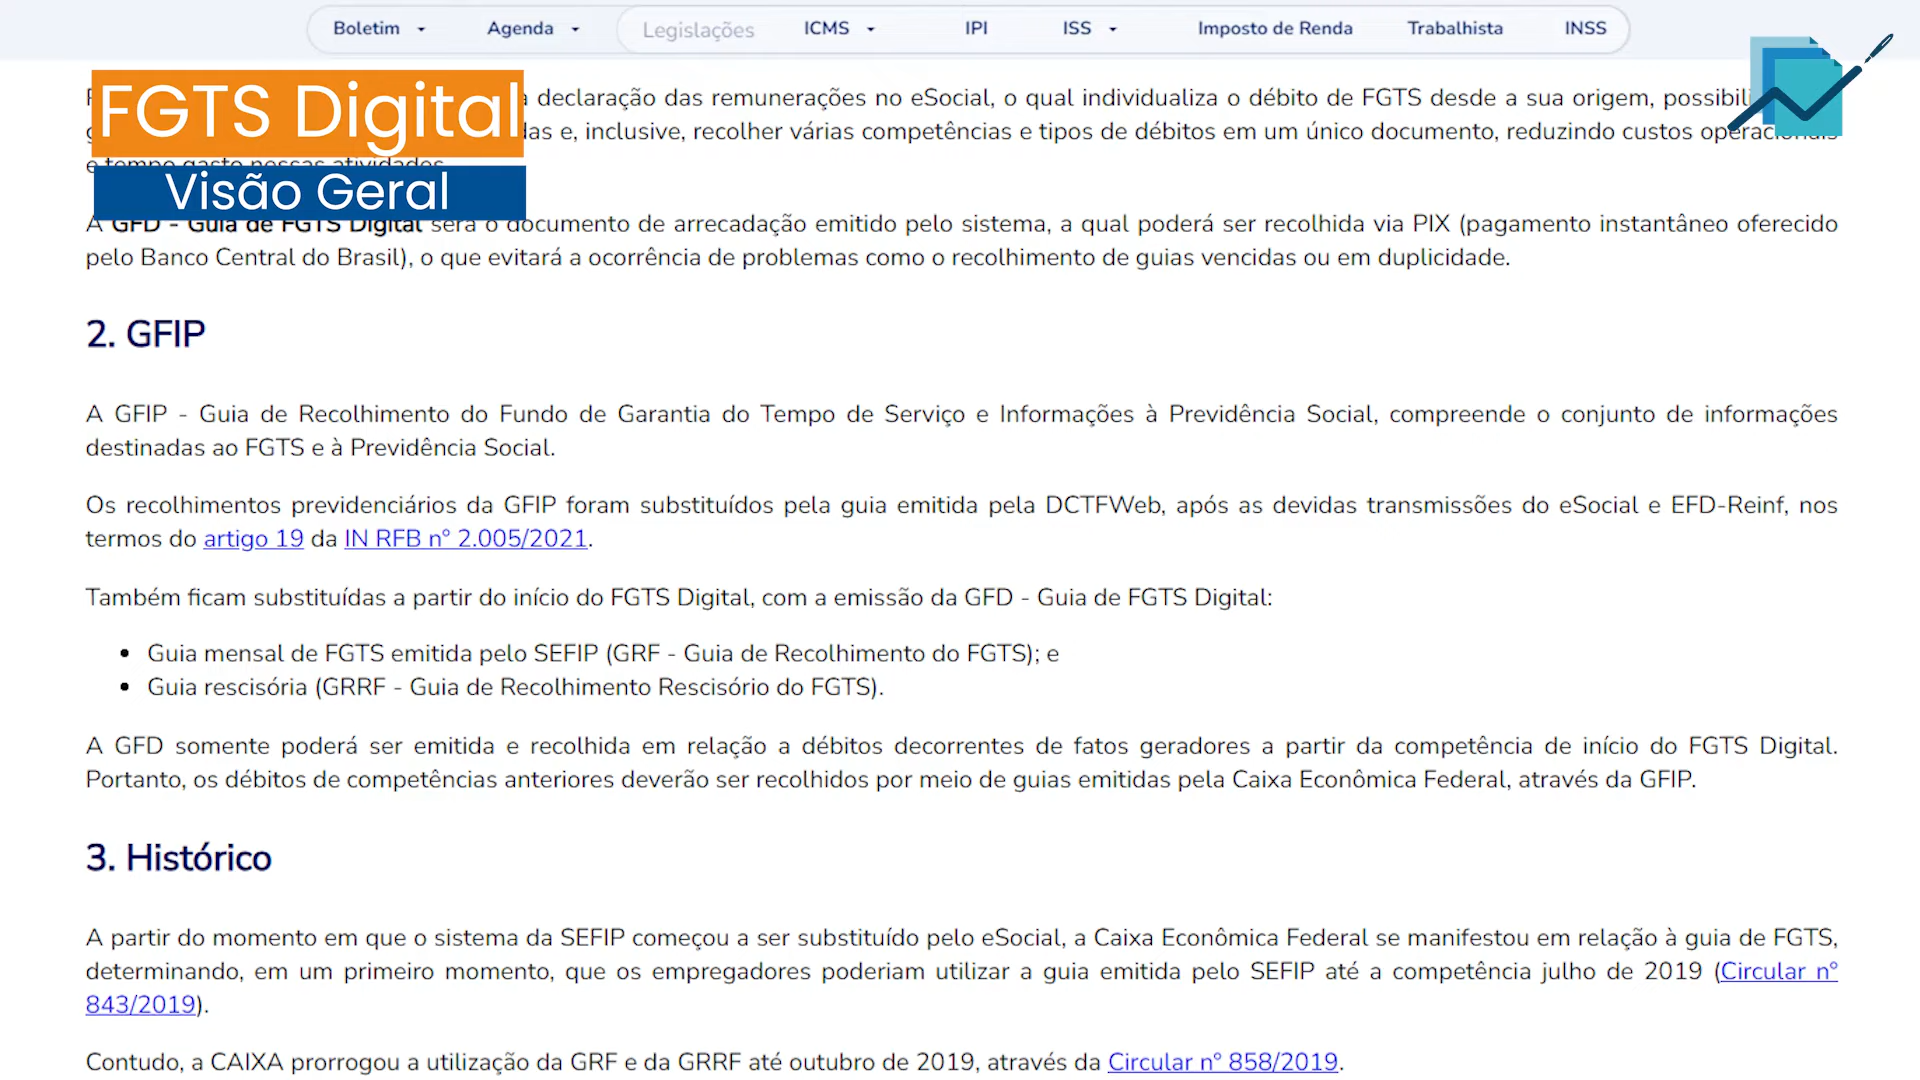 Boletim
Agenda
Legislações
ICMS
IPI
ISS
Imposto de Renda
Trabalhista
INSS
FGTS Digital
Visão Geral
declaração das remunerações no eSocial, o qual individualiza o débito de FGTS desde a sua origem,
e, inclusive, recolher várias competências e tipos de débitos em um único documento, reduzindo custos operacionais
e tempo gasto nessas atividades.
A GFD - Guia de FGTS Digital será o documento de arrecadação emitido pelo sistema, a qual poderá ser recolhida via PIX (pagamento instantâneo oferecido
pelo Banco Central do Brasil), o que evitará a ocorrência de problemas como o recolhimento de guias vencidas ou em duplicidade.
2. GFIP
A GFIP - Guia de Recolhimento do Fundo de Garantia do Tempo de Serviço e Informações à Previdência Social, compreende o conjunto de informações
destinadas ao FGTS e à Previdência Social.
Os recolhimentos previdenciários da GFIP foram substituídos pela guia emitida pela DCTFWeb, após as devidas transmissões do eSocial e EFD-Reinf, nos
termos do artigo 19 da IN RFB nº 2.005/2021.
Também ficam substituídas a partir do início do FGTS Digital, com a emissão da GFD - Guia de FGTS Digital:
• Guia mensal de FGTS emitida pelo SEFIP (GRF - Guia de Recolhimento do FGTS); e
• Guia rescisória (GRRF - Guia de Recolhimento Rescisório do FGTS).
A GFD somente poderá ser emitida e recolhida em relação a débitos decorrentes de fatos geradores a partir da competência de início do FGTS Digital.
Portanto, os débitos de competências anteriores deverão ser recolhidos por meio de guias emitidas pela Caixa Econômica Federal, através da GFIP.
3. Histórico
A partir do momento em que o sistema da SEFIP começou a ser substituído pelo eSocial, a Caixa Econômica Federal se manifestou em relação à guia de FGTS,
determinando, em um primeiro momento, que os empregadores poderiam utilizar a guia emitida pelo SEFIP até a competência julho de 2019 (Circular nº
843/2019).
Contudo, a CAIXA prorrogou a utilização da GRF e da GRRF até outubro de 2019, através da Circular nº 858/2019.